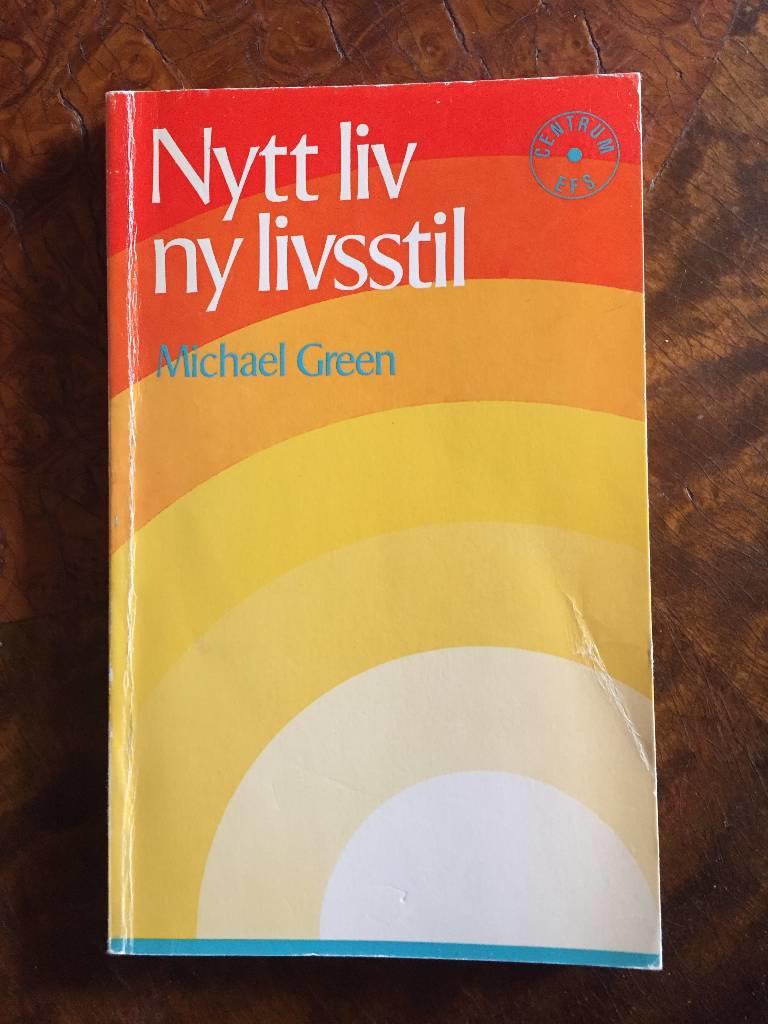 Nytt liv
ny livsstil
CENTRUM
EFS
Michael Green